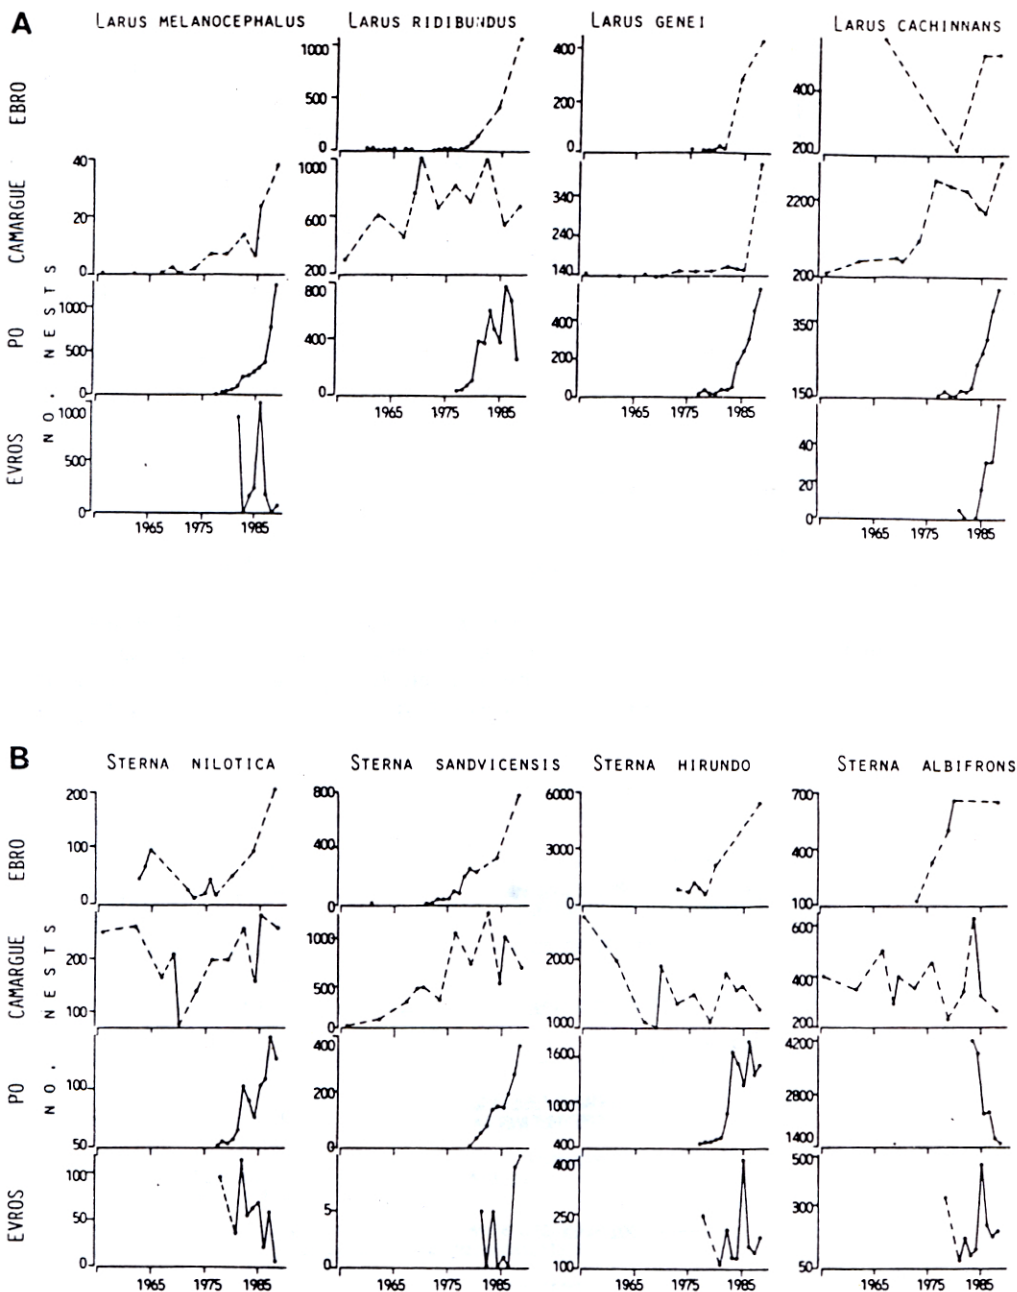 A
LARUS MELANOCEPHALUS LARUS RIDIBUNDUS LARUS GENEI LARUS CACHINNANS
EBRO
1000 500 0
400 200 0
400 200
CAMARGUE
40 20 0
1000 600 200
340 240 140
2200 200
PO
1000 500 0
800 400 0
400 200 0
350 150
EVROS
1000 500 0
40 20 0
NO. NESTS
1965 1975 1985
1965 1975 1985
1965 1975 1985
1965 1975 1985
B
STERNA NILOTICA STERNA SANDVICENSIS STERNA HIRUNDO STERNA ALBIFRONS
EBRO
200 100 0
800 400 0
6000 3000 0
700 400 100
CAMARGUE
200 100
1000 500 0
2000 1000
600 400 200
PO
100 50
400 200 0
1600 1000 400
4200 2800 1400
EVROS
100 50 0
5 0
400 250 100
500 300 50
NO. NESTS
1965 1975 1985
1965 1975 1985
1965 1975 1985
1965 1975 1985